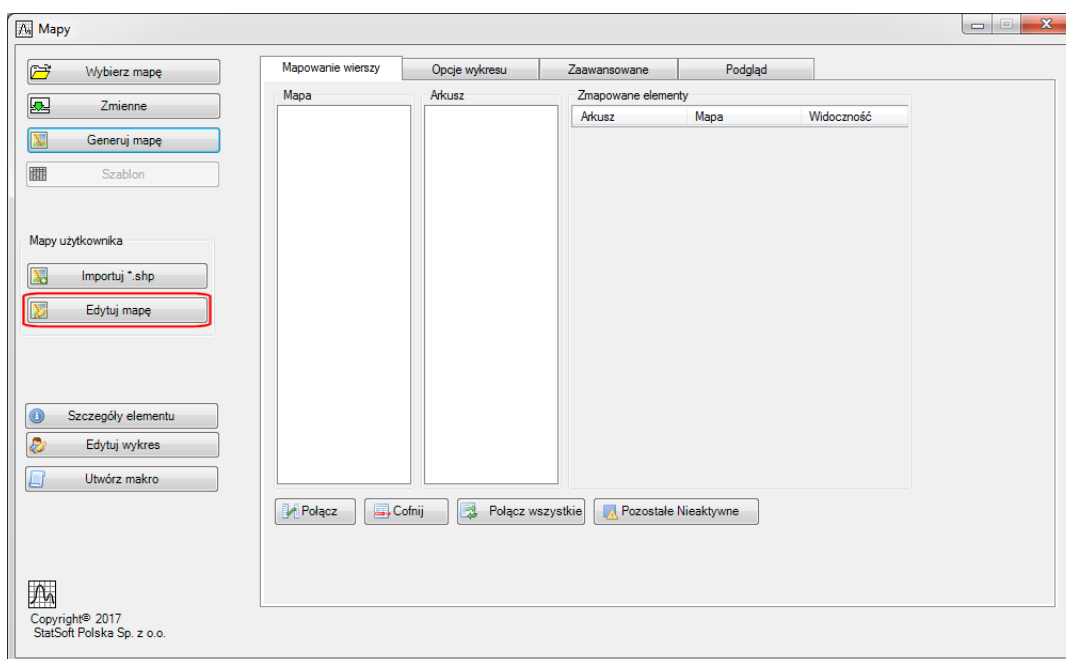 Mapy
Wybierz mapę
Zmienne
Generuj mapę
Szablon
Mapy użytkownika
Importuj *.shp
Edytuj mapę
Szczegóły elementu
Edytuj wykres
Utwórz makro
Copyright© 2017
StatSoft Polska Sp. z o.o.
Mapowanie wierszy
Opcje wykresu
Zaawansowane
Podgląd
Mapa
Arkusz
Zmapowane elementy
Arkusz
Mapa
Widoczność
Połącz
Cofnij
Połącz wszystkie
Pozostałe Nieaktywne